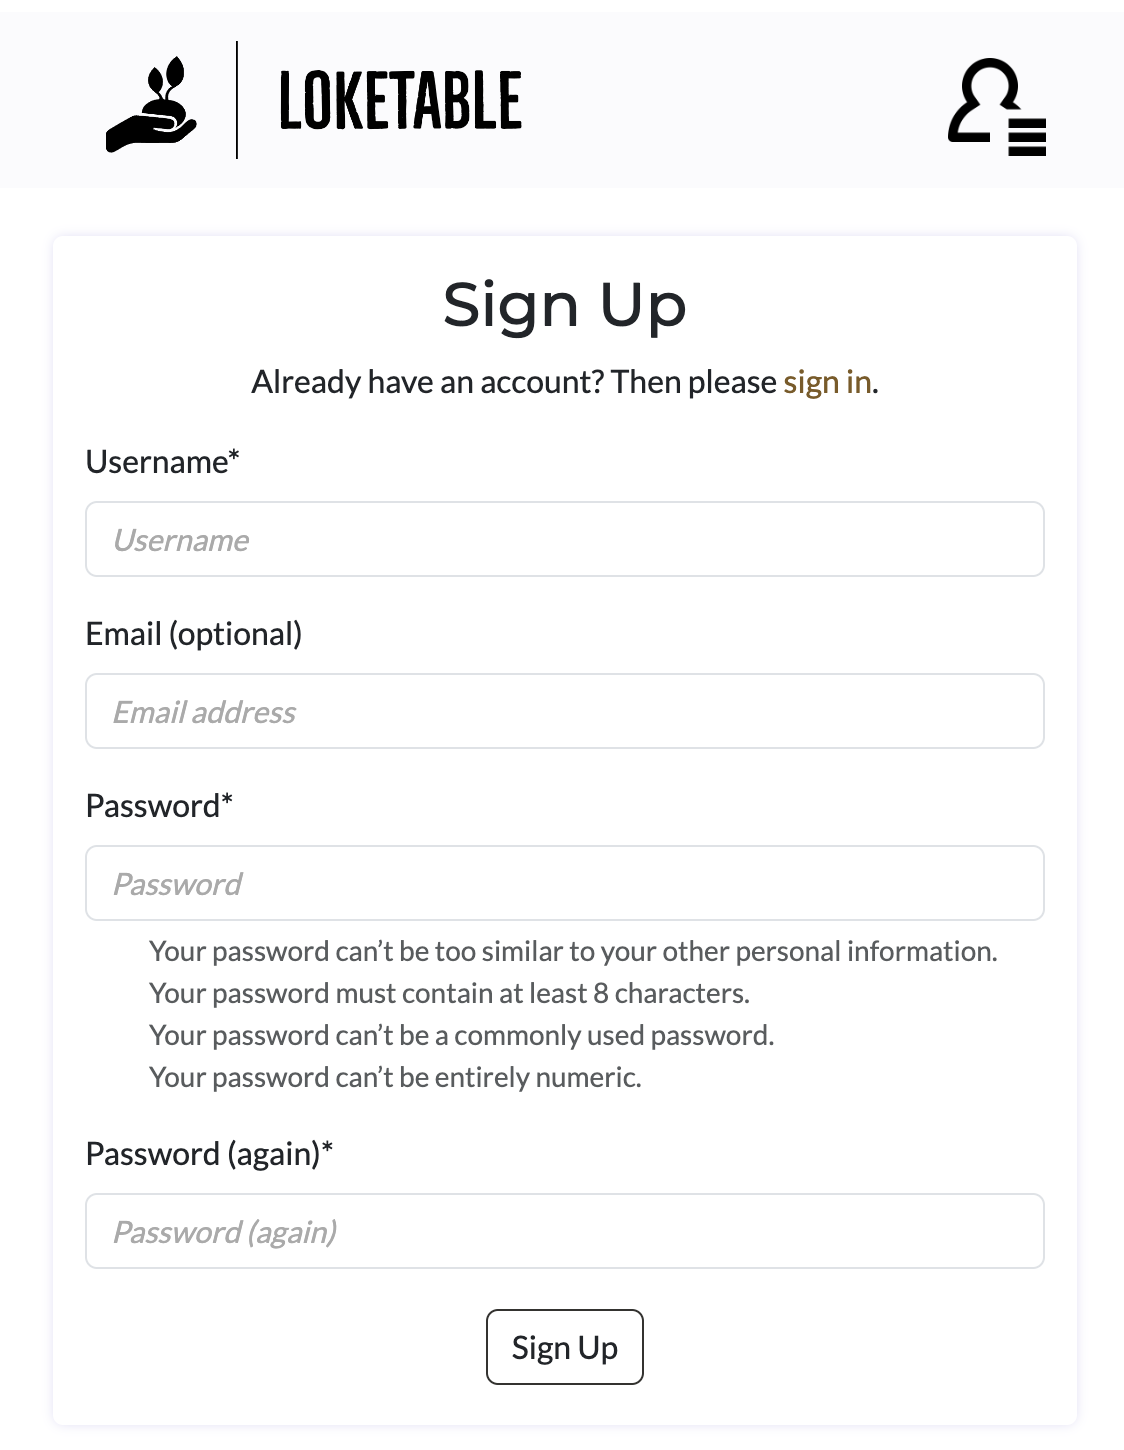 LOKETABLE
Sign Up
Already have an account? Then please sign in.
Username*
Username
Email (optional)
Email address
Password*
Password
Your password can’t be too similar to your other personal information.
Your password must contain at least 8 characters.
Your password can’t be a commonly used password.
Your password can’t be entirely numeric.
Password (again)*
Password (again)
Sign Up